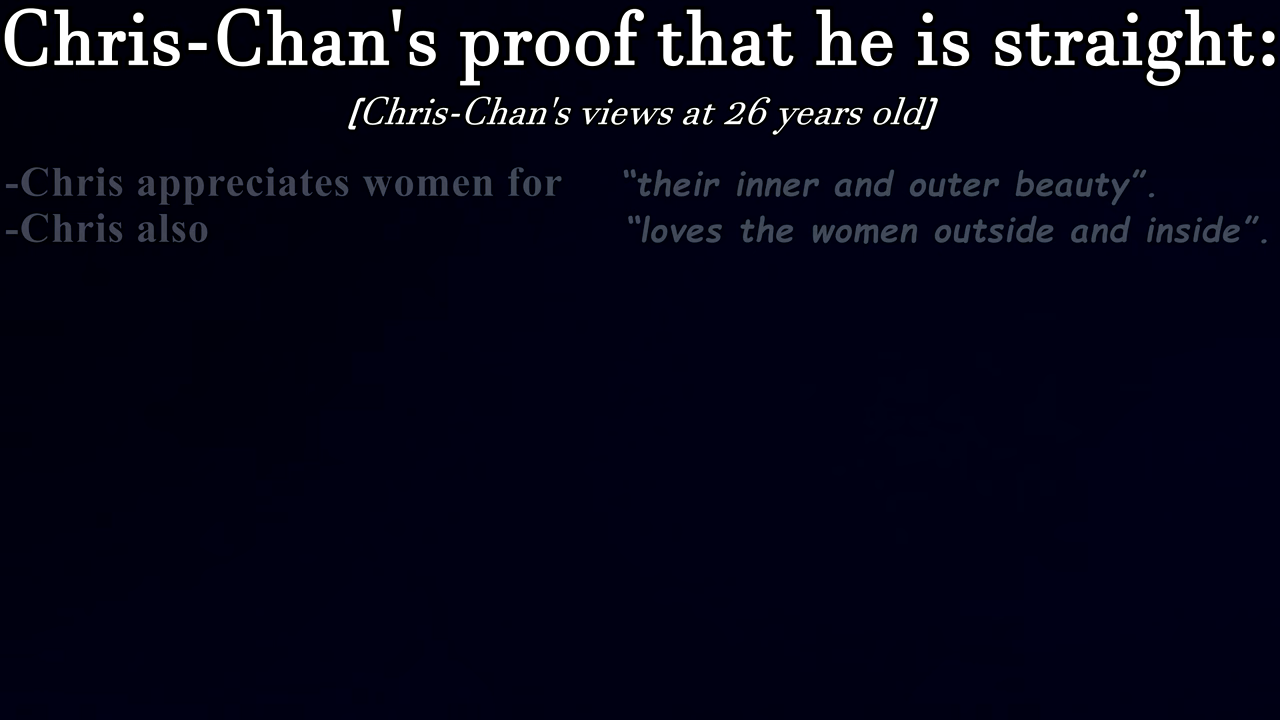 Chris-Chan's proof that he is straight:
[Chris-Chan's views at 26 years old]
-Chris appreciates women for “their inner and outer beauty”.
-Chris also “loves the women outside and inside”.